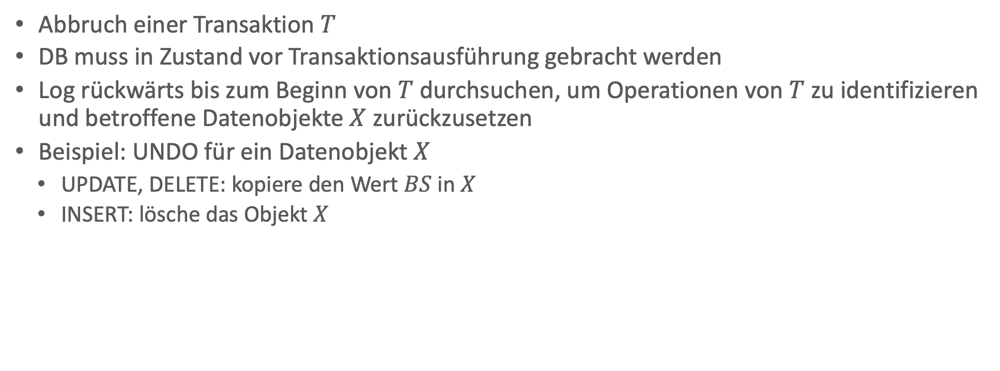 • Abbruch einer Transaktion T
• DB muss in Zustand vor Transaktionsausführung gebracht werden
• Log rückwärts bis zum Beginn von T durchsuchen, um Operationen von T zu identifizieren
und betroffene Datenobjekte X zurückzusetzen
• Beispiel: UNDO für ein Datenobjekt X
• UPDATE, DELETE: kopiere den Wert BS in X
• INSERT: lösche das Objekt X